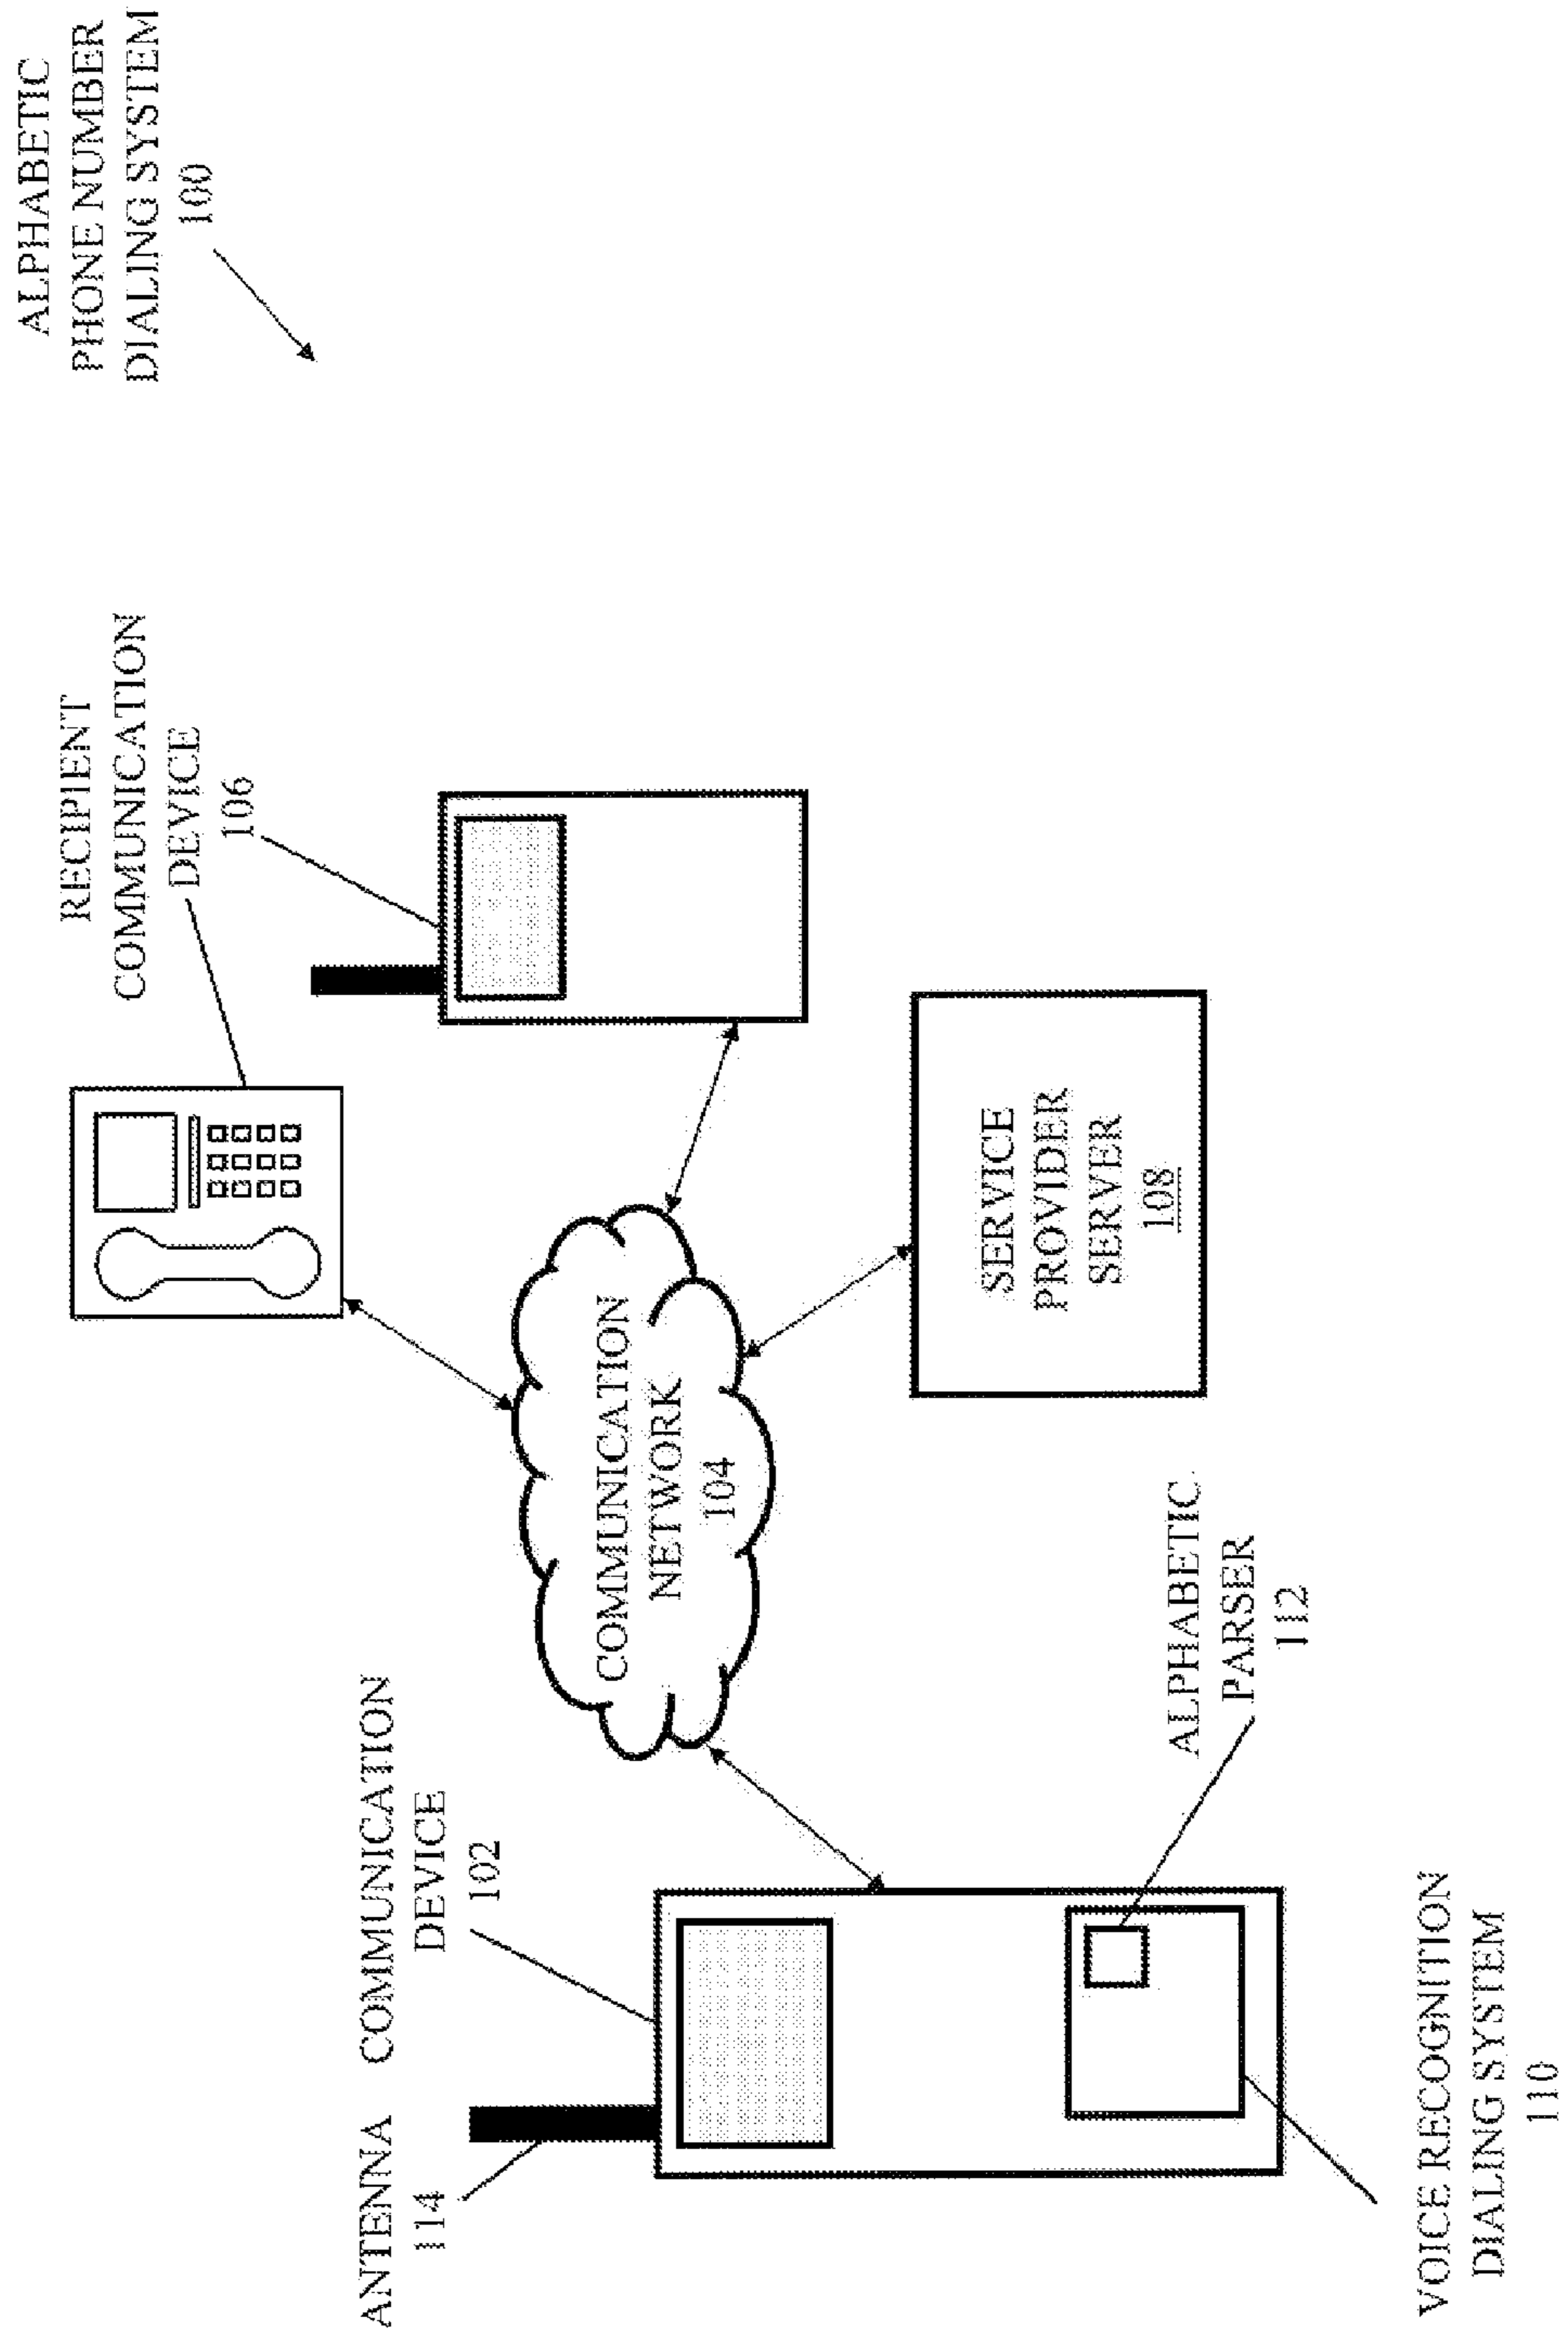 ALPHABETIC
PHONE NUMBER
DIALING SYSTEM
100
RECIPIENT
COMMUNICATION
DEVICE
106
ANTENNA
114
COMMUNICATION
DEVICE
102
COMMUNICATION
NETWORK
104
SERVICE
PROVIDER
SERVER
108
ALPHABETIC
PARSER
112
VOICE RECOGNITION
DIALING SYSTEM
110